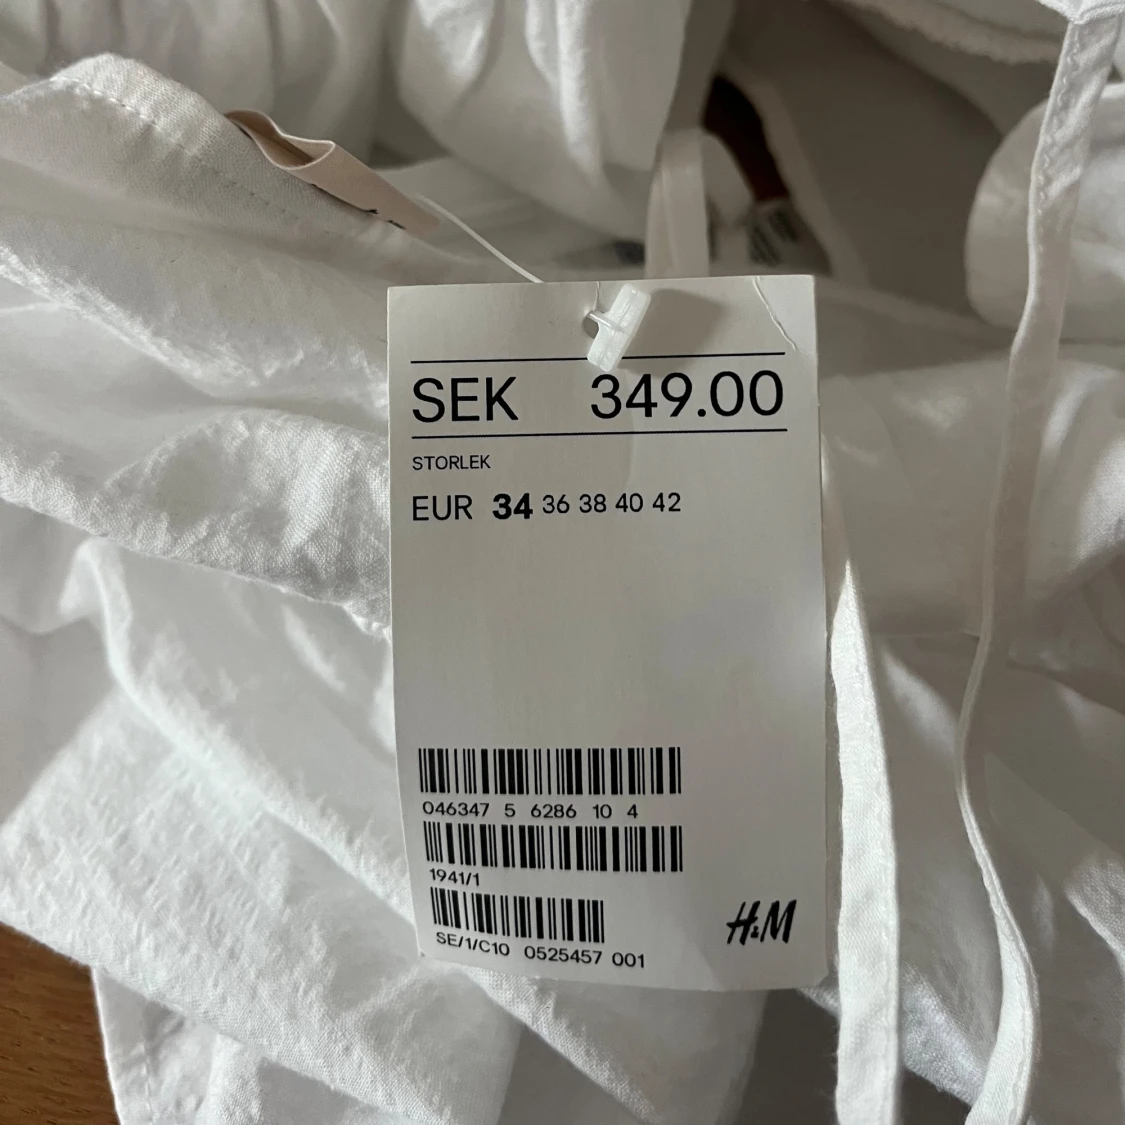 SEK 349.00
STORLEK
EUR 34 36 38 40 42
046347 5 6286 10 4
1941/1
SE/1/C10 0525457 001
H&M